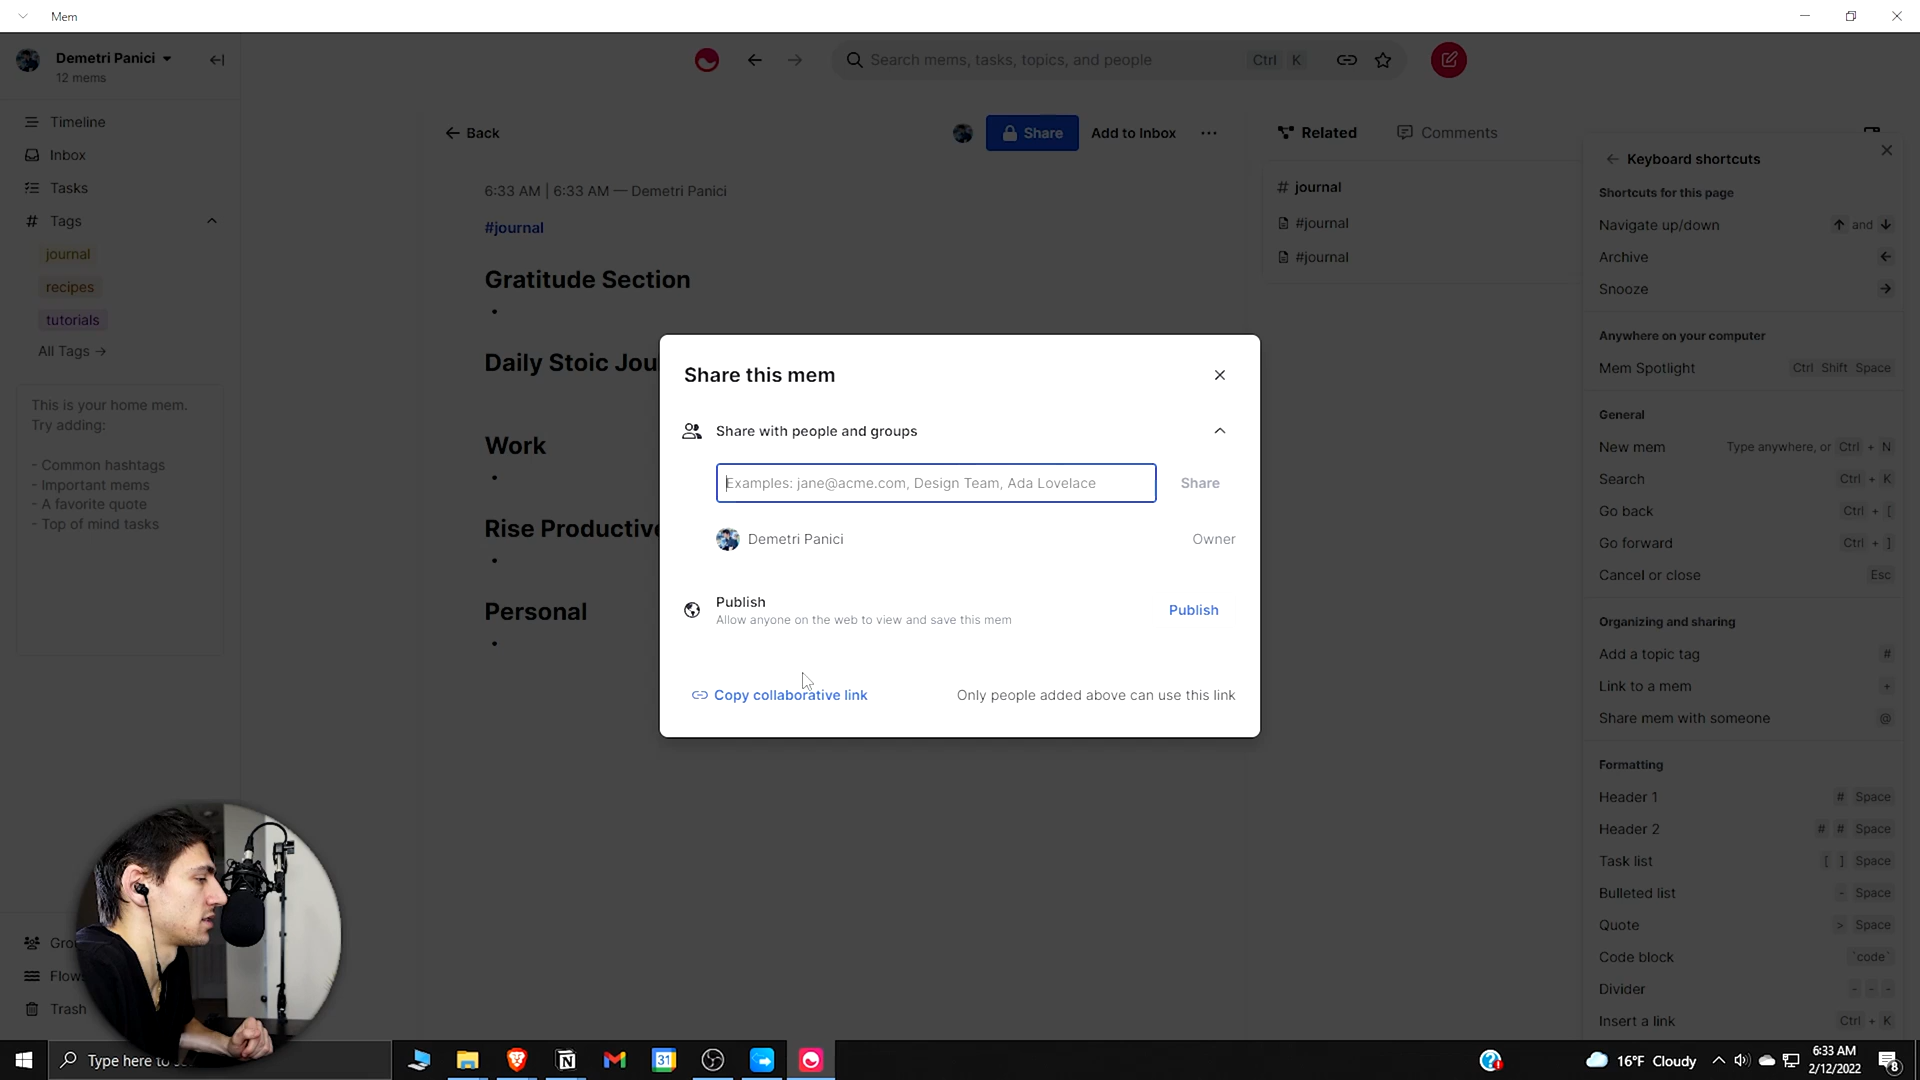 Mem
Demetri Panici
12 mems
Search mems, tasks, topics, and people
Ctrl K
Timeline
Inbox
Tasks
Tags
journal
recipes
tutorials
All Tags →
This is your home mem.
Try adding:
- Common hashtags
- Important mems
- A favorite quote
- Top of mind tasks
Trash
← Back
Share
Add to Inbox
6:33 AM | 6:33 AM — Demetri Panici
#journal
Gratitude Section
Daily Stoic Jou
Work
Rise Productive
Personal
Share this mem
Share with people and groups
Examples: jane@acme.com, Design Team, Ada Lovelace
Share
Demetri Panici
Owner
Publish
Allow anyone on the web to view and save this mem
Publish
Copy collaborative link
Only people added above can use this link
Related
Comments
# journal
#journal
#journal
← Keyboard shortcuts
Shortcuts for this page
Navigate up/down ↑ and ↓
Archive ←
Snooze →
Anywhere on your computer
Mem Spotlight Ctrl Shift Space
General
New mem Type anywhere, or Ctrl + N
Search Ctrl + K
Go back Ctrl + [
Go forward Ctrl + ]
Cancel or close Esc
Organizing and sharing
Add a topic tag #
Link to a mem +
Share mem with someone @
Formatting
Header 1 # Space
Header 2 # # Space
Task list [ ] Space
Bulleted list - Space
Quote > Space
Code block `code`
Divider - - -
Insert a link Ctrl + K
Type here to
31
16°F Cloudy
6:33 AM
2/12/2022
8